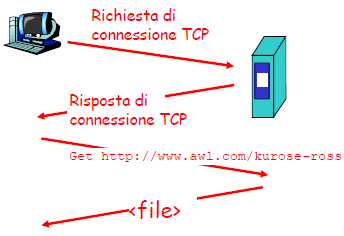 Richiesta di
connessione TCP
Risposta di
connessione TCP
Get http://www.awl.com/kurose-ross
<file>